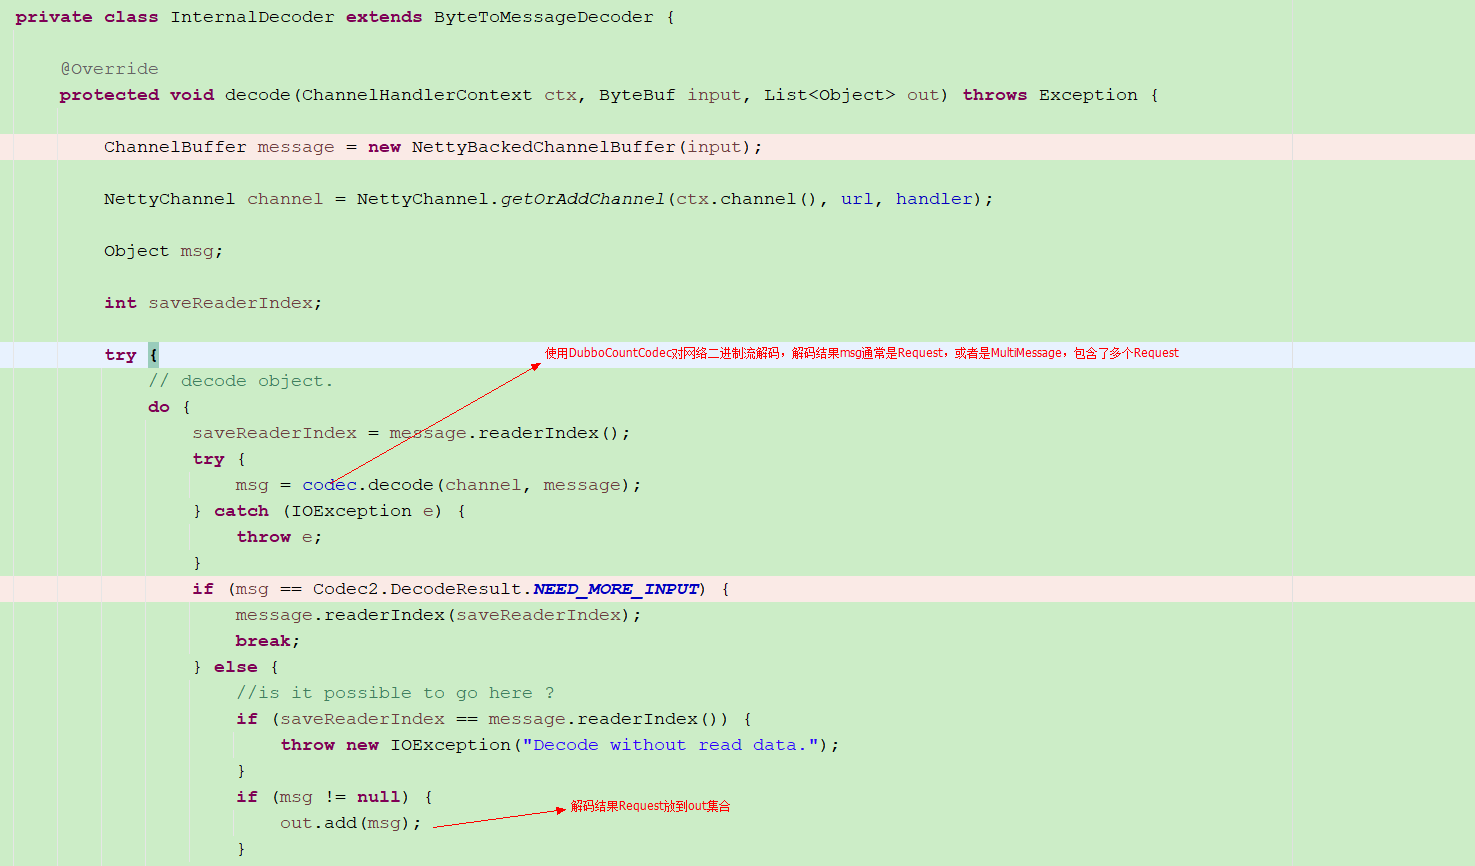 private class InternalDecoder extends ByteToMessageDecoder {
@Override
protected void decode(ChannelHandlerContext ctx, ByteBuf input, List<Object> out) throws Exception {
ChannelBuffer message = new NettyBackedChannelBuffer(input);
NettyChannel channel = NettyChannel.getOrAddChannel(ctx.channel(), url, handler);
Object msg;
int saveReaderIndex;
try {
使用DubboCountCodec对网络二进制流解码，解码结果msg通常是Request，或者是MultiMessage，包含了多个Request
// decode object.
do {
saveReaderIndex = message.readerIndex();
try {
msg = codec.decode(channel, message);
} catch (IOException e) {
throw e;
}
if (msg == Codec2.DecodeResult.NEED_MORE_INPUT) {
message.readerIndex(saveReaderIndex);
break;
} else {
//is it possible to go here ?
if (saveReaderIndex == message.readerIndex()) {
throw new IOException("Decode without read data.");
}
if (msg != null) {
解码结果Request放到out集合
out.add(msg);
}